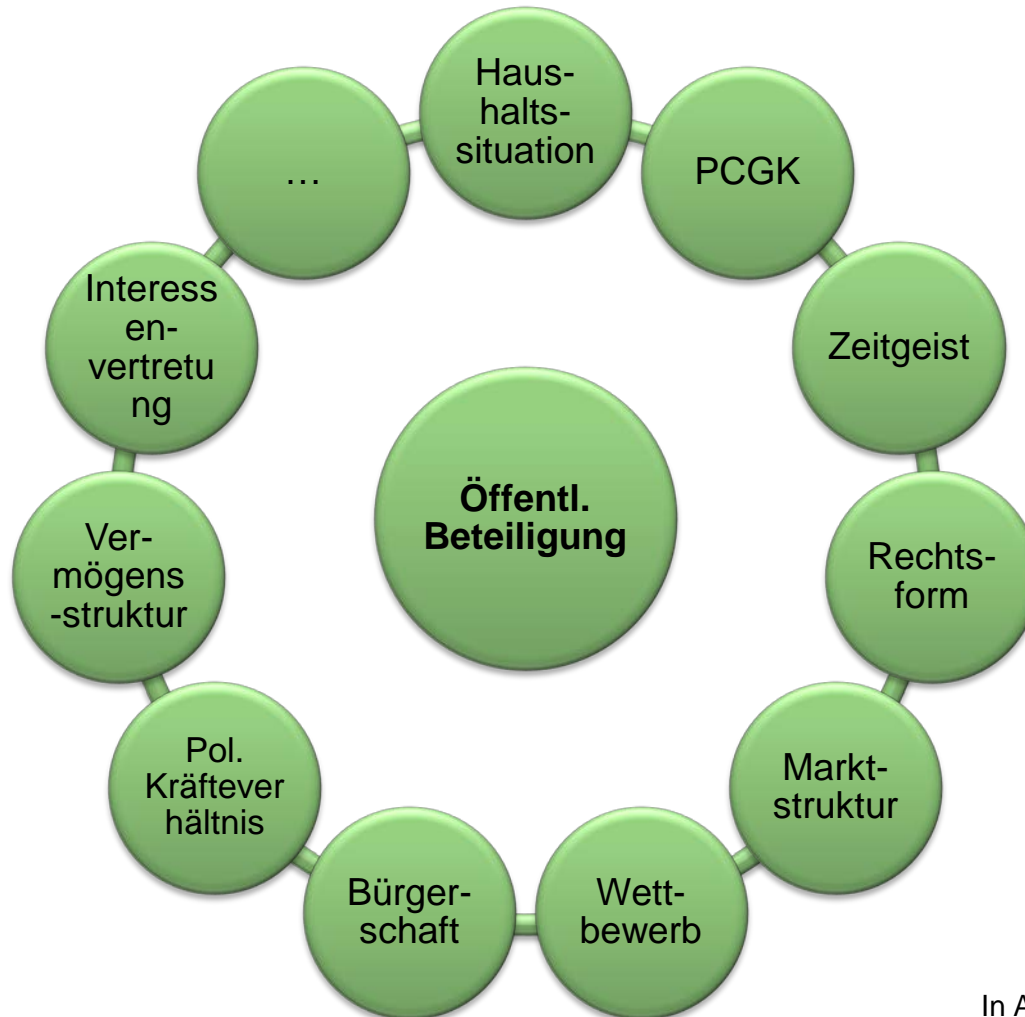 Haus-
halts-
situation
PCGK
Zeitgeist
Rechts-
form
Markt-
struktur
Wett-
bewerb
Bürger-
schaft
Pol.
Kräftever
hältnis
Ver-
mögens
-struktur
Interess
en-
vertretu
ng
...
Öffentl.
Beteiligung
In A